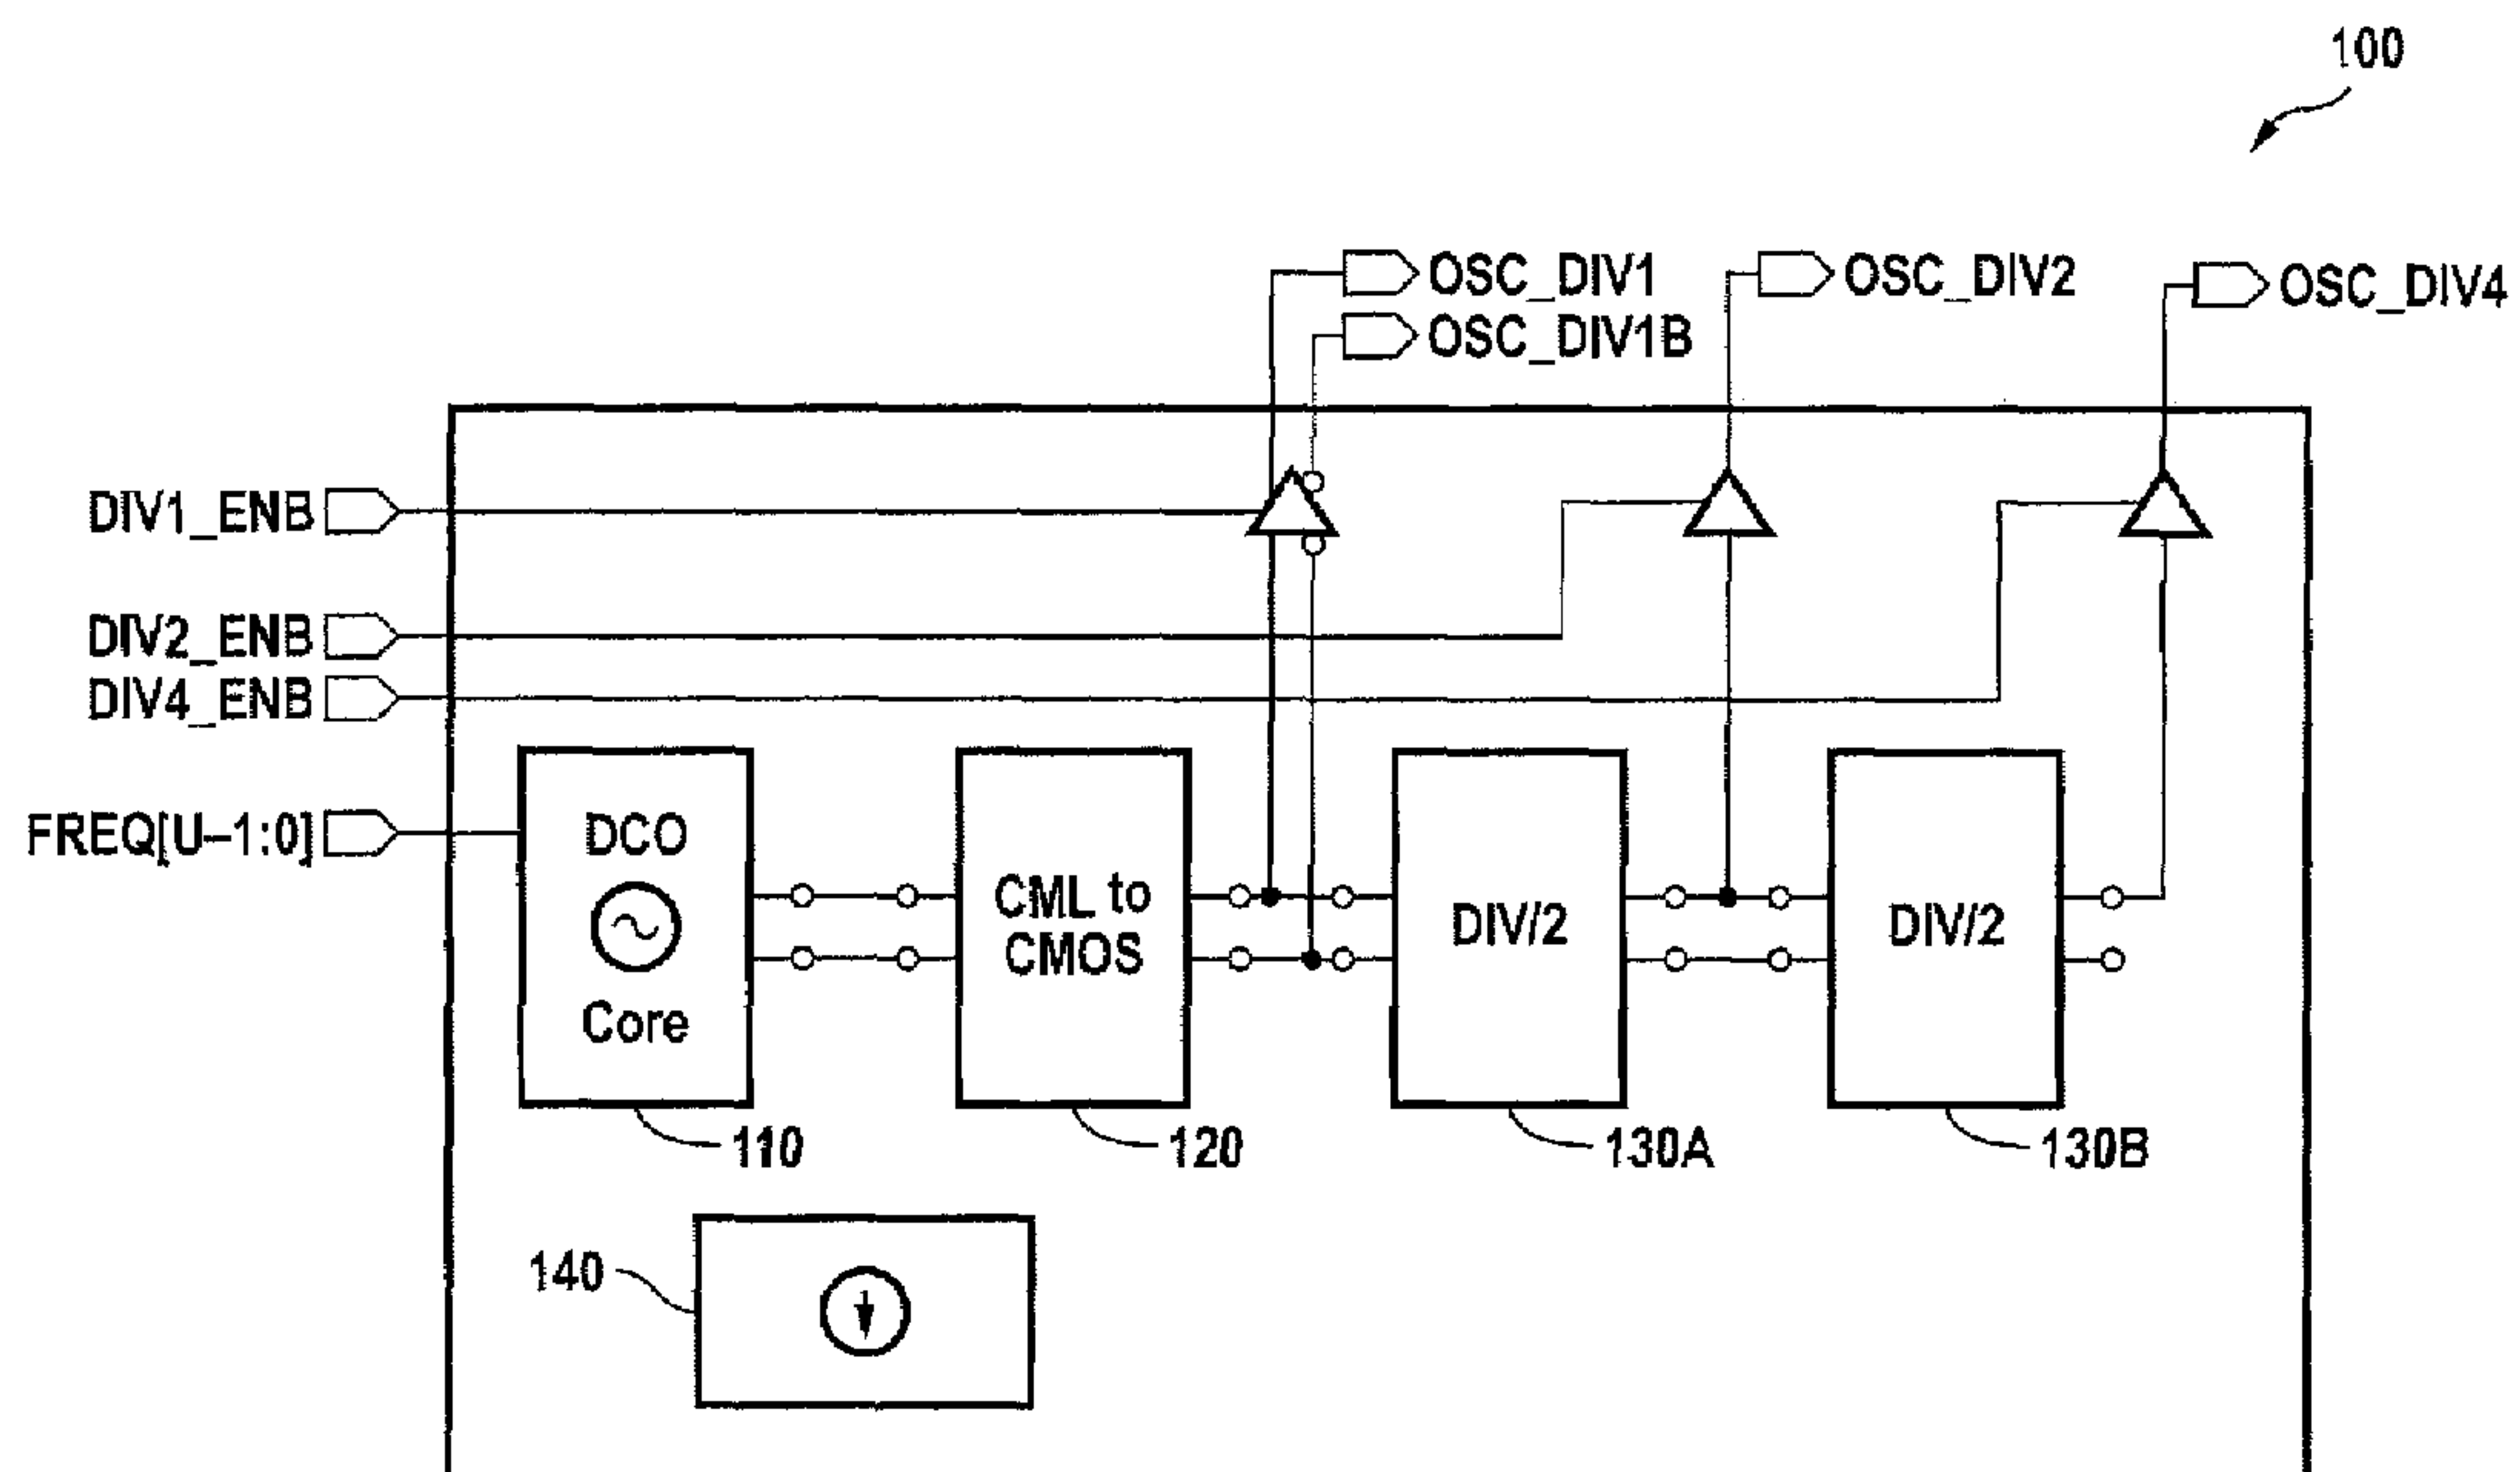 100
OSC_DIV1
OSC_DIV2
OSC_DIV4
OSC_DIV1B
DIV1_ENB
DIV2_ENB
DIV4_ENB
FREQ[U–1:0]
DCO
Core
CML to
CMOS
DIV/2
DIV/2
110
120
130A
130B
140